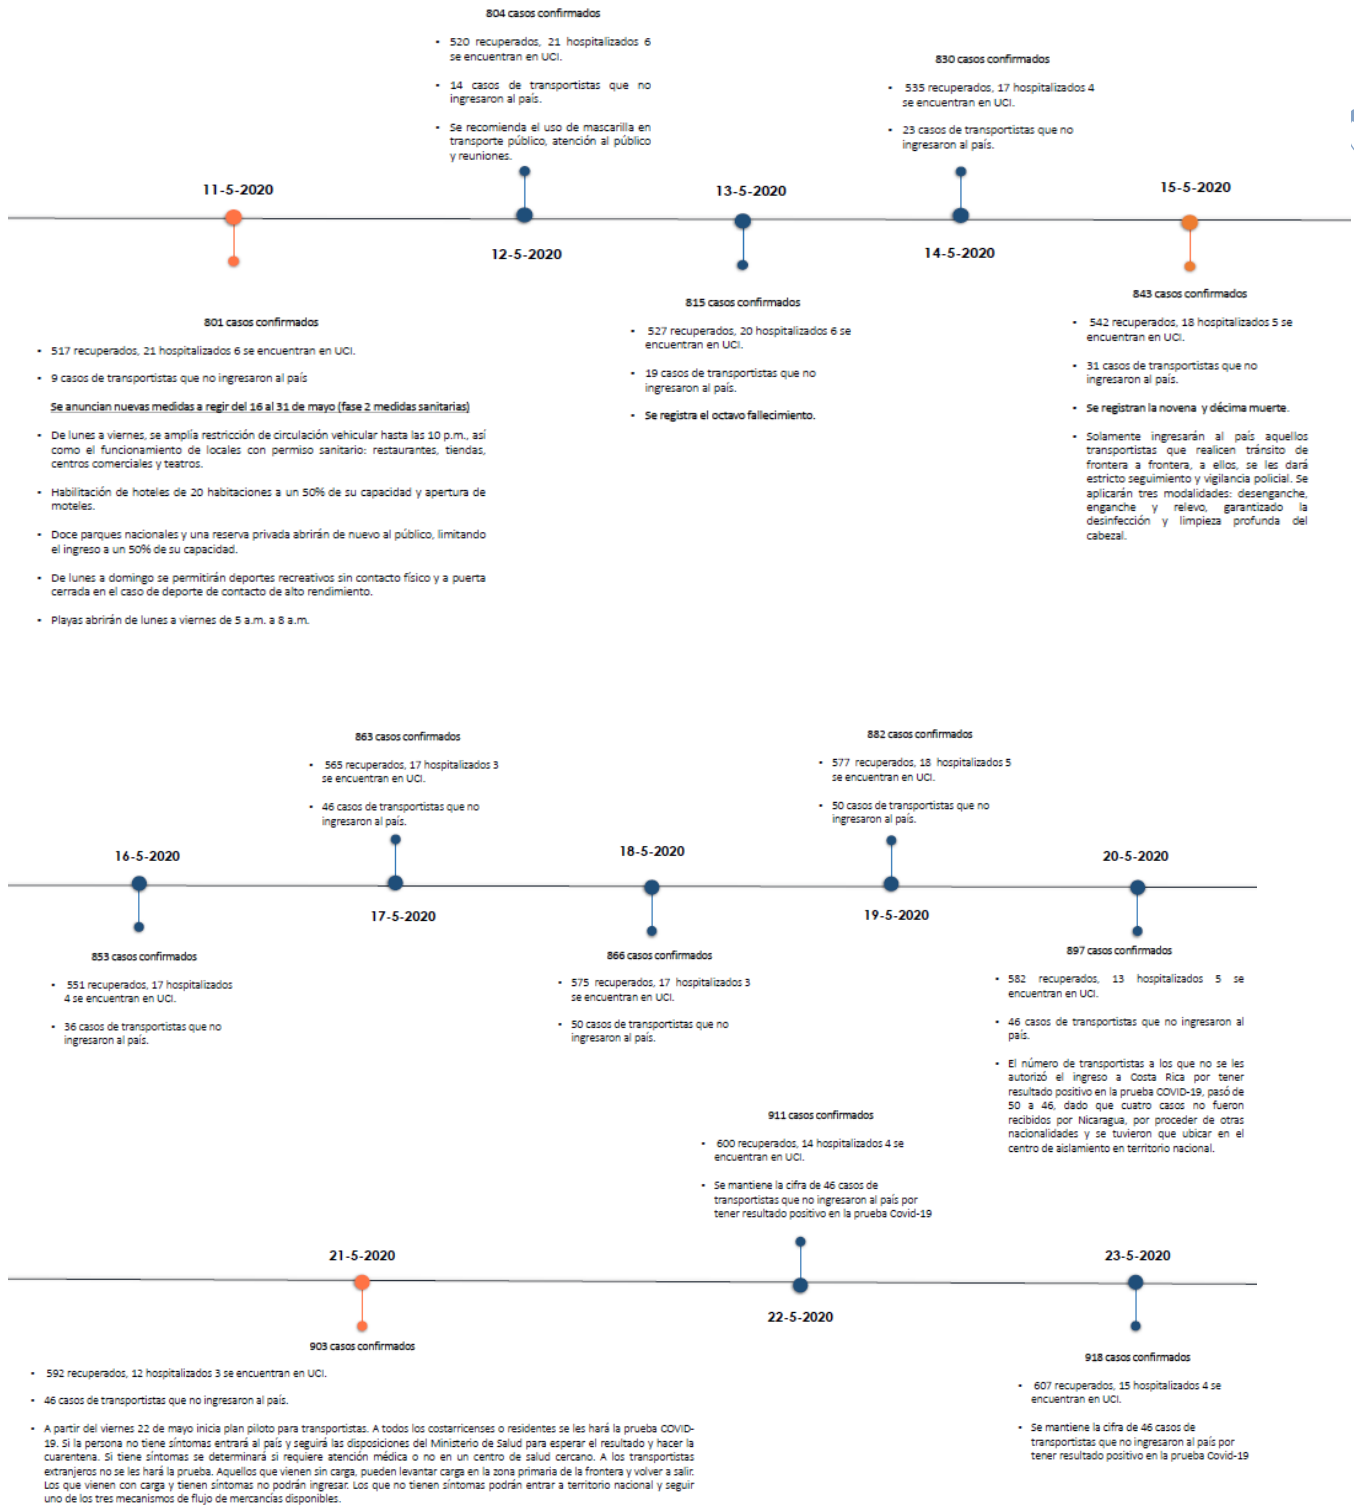 804 casos confirmados
• 520 recuperados, 21 hospitalizados 6
se encuentran en UCI.
• 14 casos de transportistas que no
ingresaron al país.
• Se recomienda el uso de mascarilla en
transporte público, atención al público
y reuniones.
830 casos confirmados
• 535 recuperados, 17 hospitalizados 4
se encuentran en UCI.
• 23 casos de transportistas que no
ingresaron al país.
11-5-2020
13-5-2020
15-5-2020
12-5-2020
14-5-2020
801 casos confirmados
• 517 recuperados, 21 hospitalizados 6 se encuentran en UCI.
• 9 casos de transportistas que no ingresaron al país
Se anuncian nuevas medidas a regir del 16 al 31 de mayo (fase 2 medidas sanitarias)
• De lunes a viernes, se amplía restricción de circulación vehicular hasta las 10 p.m., así
como el funcionamiento de locales con permiso sanitario: restaurantes, tiendas,
centros comerciales y teatros.
• Habilitación de hoteles de 20 habitaciones a un 50% de su capacidad y apertura de
moteles.
• Doce parques nacionales y una reserva privada abrirán de nuevo al público, limitando
el ingreso a un 50% de su capacidad.
• De lunes a domingo se permitirán deportes recreativos sin contacto físico y a puerta
cerrada en el caso de deporte de contacto de alto rendimiento.
• Playas abrirán de lunes a viernes de 5 a.m. a 8 a.m.
815 casos confirmados
• 527 recuperados, 20 hospitalizados 6 se
encuentran en UCI.
• 19 casos de transportistas que no
ingresaron al país.
• Se registra el octavo fallecimiento.
843 casos confirmados
• 542 recuperados, 18 hospitalizados 5 se
encuentran en UCI.
• 31 casos de transportistas que no
ingresaron al país.
• Se registran la novena y décima muerte.
• Solamente ingresarán al país aquellos
transportistas que realicen tránsito de
frontera a frontera, a ellos, se les dará
estricto seguimiento y vigilancia policial. Se
aplicarán tres modalidades: desenganche,
enganche y relevo, garantizado la
desinfección y limpieza profunda del
cabezal.
863 casos confirmados
• 565 recuperados, 17 hospitalizados 3
se encuentran en UCI.
• 46 casos de transportistas que no
ingresaron al país.
882 casos confirmados
• 577 recuperados, 18 hospitalizados 5
se encuentran en UCI.
• 50 casos de transportistas que no
ingresaron al país.
16-5-2020
18-5-2020
20-5-2020
17-5-2020
19-5-2020
853 casos confirmados
• 551 recuperados, 17 hospitalizados
4 se encuentran en UCI.
• 36 casos de transportistas que no
ingresaron al país.
866 casos confirmados
• 575 recuperados, 17 hospitalizados 3
se encuentran en UCI.
• 50 casos de transportistas que no
ingresaron al país.
897 casos confirmados
• 582 recuperados, 13 hospitalizados 5 se
encuentran en UCI.
• 46 casos de transportistas que no ingresaron al
país.
• El número de transportistas a los que no se les
autorizó el ingreso a Costa Rica por tener
resultado positivo en la prueba COVID-19, pasó de
50 a 46, dado que cuatro casos no fueron
recibidos por Nicaragua, por proceder de otras
nacionalidades y se tuvieron que ubicar en el
centro de aislamiento en territorio nacional.
911 casos confirmados
• 600 recuperados, 14 hospitalizados 4 se
encuentran en UCI.
• Se mantiene la cifra de 46 casos de
transportistas que no ingresaron al país por
tener resultado positivo en la prueba Covid-19
21-5-2020
23-5-2020
22-5-2020
903 casos confirmados
• 592 recuperados, 12 hospitalizados 3 se encuentran en UCI.
• 46 casos de transportistas que no ingresaron al país.
• A partir del viernes 22 de mayo inicia plan piloto para transportistas. A todos los costarricenses o residentes se les hará la prueba COVID-
19. Si la persona no tiene síntomas entrará al país y seguirá las disposiciones del Ministerio de Salud para esperar el resultado y hacer la
cuarentena. Si tiene síntomas se determinará si requiere atención médica o no en un centro de salud cercano. A los transportistas
extranjeros no se les hará la prueba. Aquellos que vienen sin carga, pueden levantar carga en la zona primaria de la frontera y volver a salir.
Los que vienen con carga y tienen síntomas no podrán ingresar. Los que no tienen síntomas podrán entrar a territorio nacional y seguir
uno de los tres mecanismos de flujo de mercancías disponibles.
918 casos confirmados
• 607 recuperados, 15 hospitalizados 4 se
encuentran en UCI.
• Se mantiene la cifra de 46 casos de
transportistas que no ingresaron al país por
tener resultado positivo en la prueba Covid-19